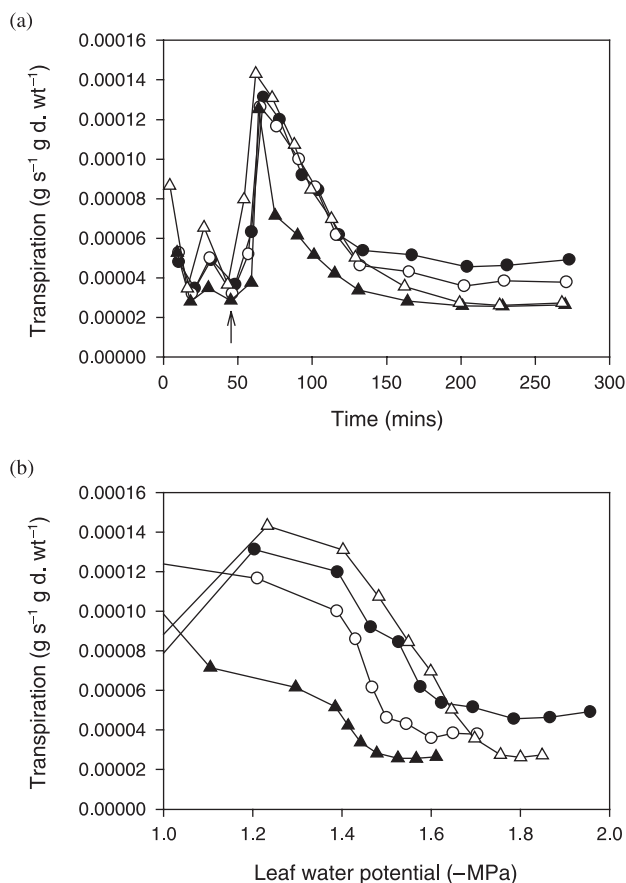 (a)
Transpiration (g s⁻¹ g d. wt⁻¹)
0.00016
0.00014
0.00012
0.00010
0.00008
0.00006
0.00004
0.00002
0.00000
0 50 100 150 200 250 300
Time (mins)
(b)
Transpiration (g s⁻¹ g d. wt⁻¹)
0.00016
0.00014
0.00012
0.00010
0.00008
0.00006
0.00004
0.00002
0.00000
1.0 1.2 1.4 1.6 1.8 2.0
Leaf water potential (–MPa)